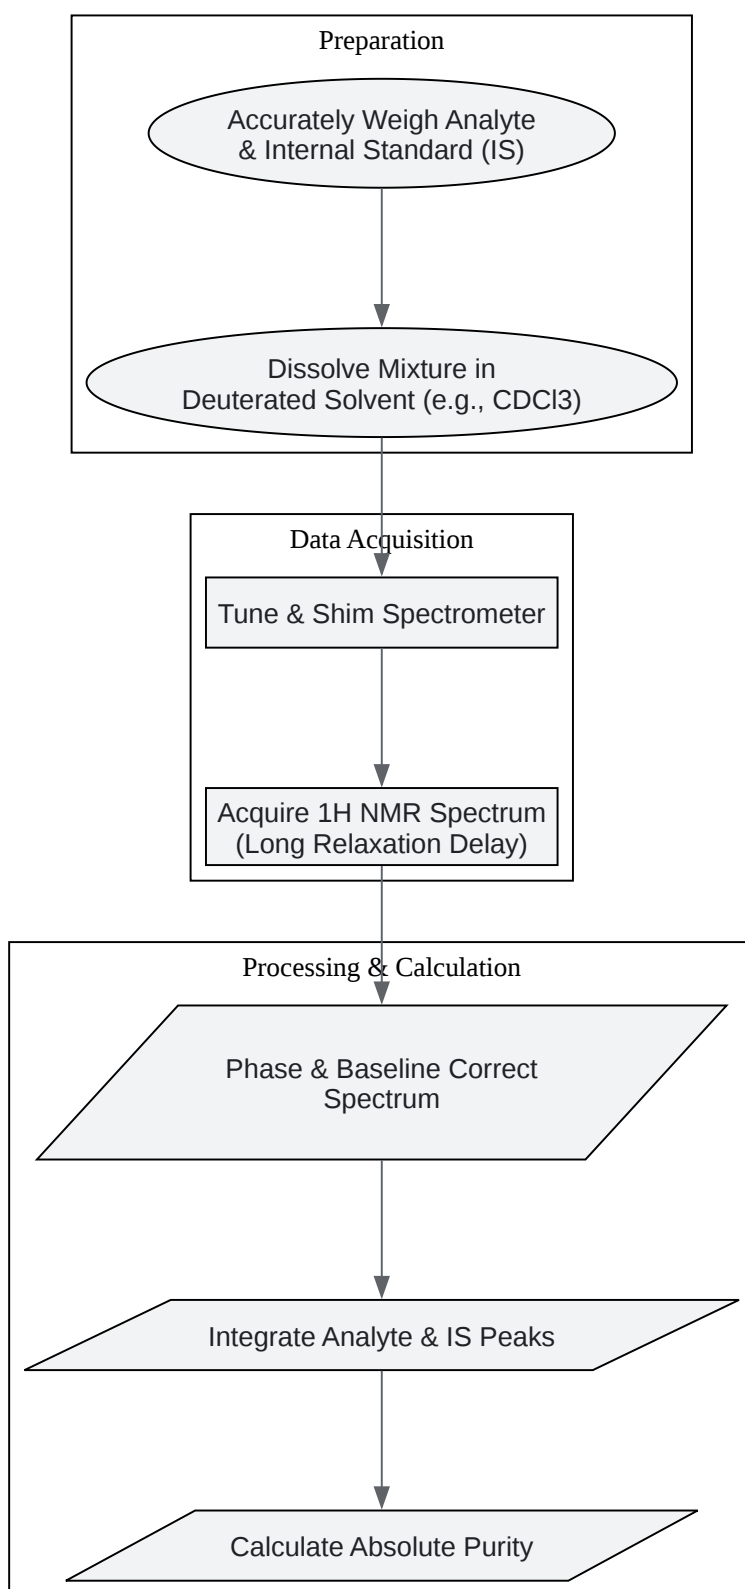 Preparation
Accurately Weigh Analyte
& Internal Standard (IS)
Dissolve Mixture in
Deuterated Solvent (e.g., CDCl3)
Data Acquisition
Tune & Shim Spectrometer
Acquire 1H NMR Spectrum
(Long Relaxation Delay)
Processing & Calculation
Phase & Baseline Correct
Spectrum
Integrate Analyte & IS Peaks
Calculate Absolute Purity